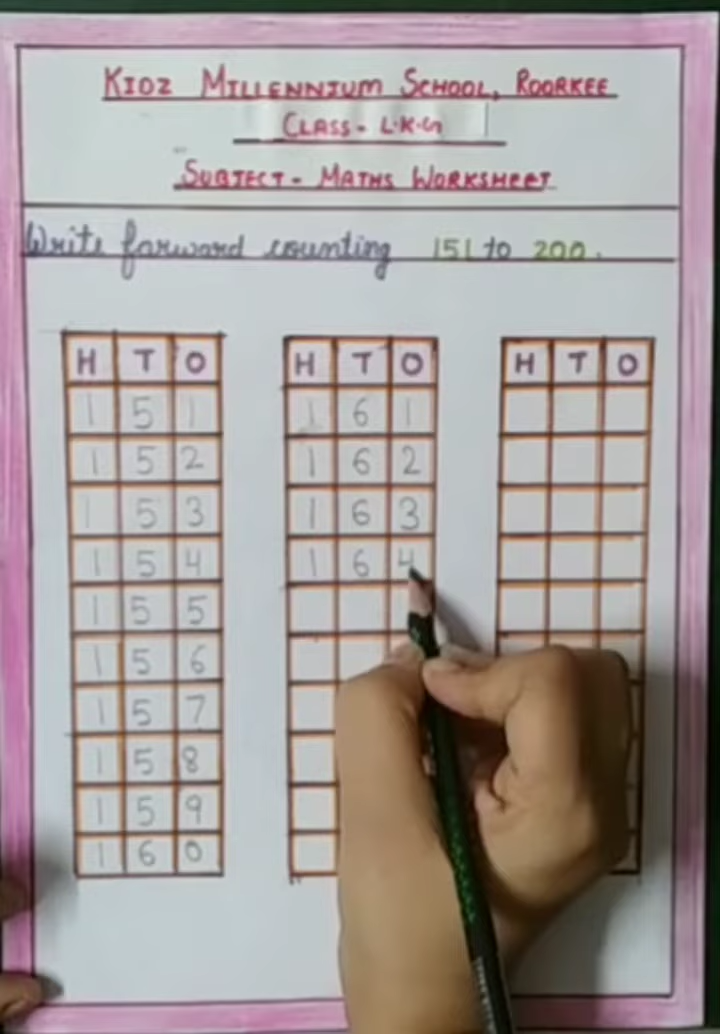 KIDZ MILLENNIUM SCHOOL, ROORKEE
CLASS - L.K.G
SUBJECT - MATHS WORKSHEET
Write forward counting 151 to 200.
H T O
1 5 1
1 5 2
1 5 3
1 5 4
1 5 5
1 5 6
1 5 7
1 5 8
1 5 9
1 6 0
H T O
1 6 1
1 6 2
1 6 3
1 6 4
H T O